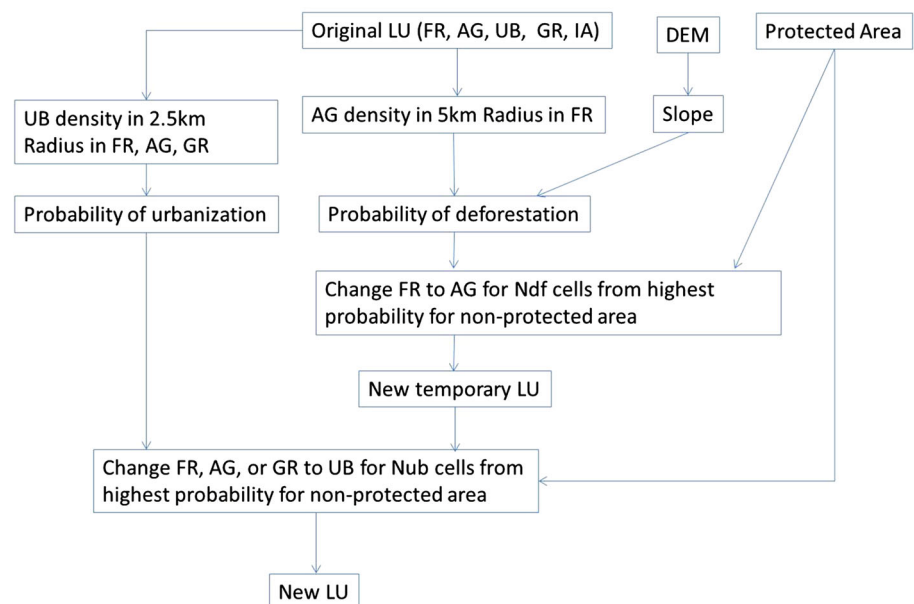 Original LU (FR, AG, UB, GR, IA)
DEM
Protected Area
UB density in 2.5km
Radius in FR, AG, GR
AG density in 5km Radius in FR
Slope
Probability of urbanization
Probability of deforestation
Change FR to AG for Ndf cells from highest
probability for non-protected area
New temporary LU
Change FR, AG, or GR to UB for Nub cells from
highest probability for non-protected area
New LU